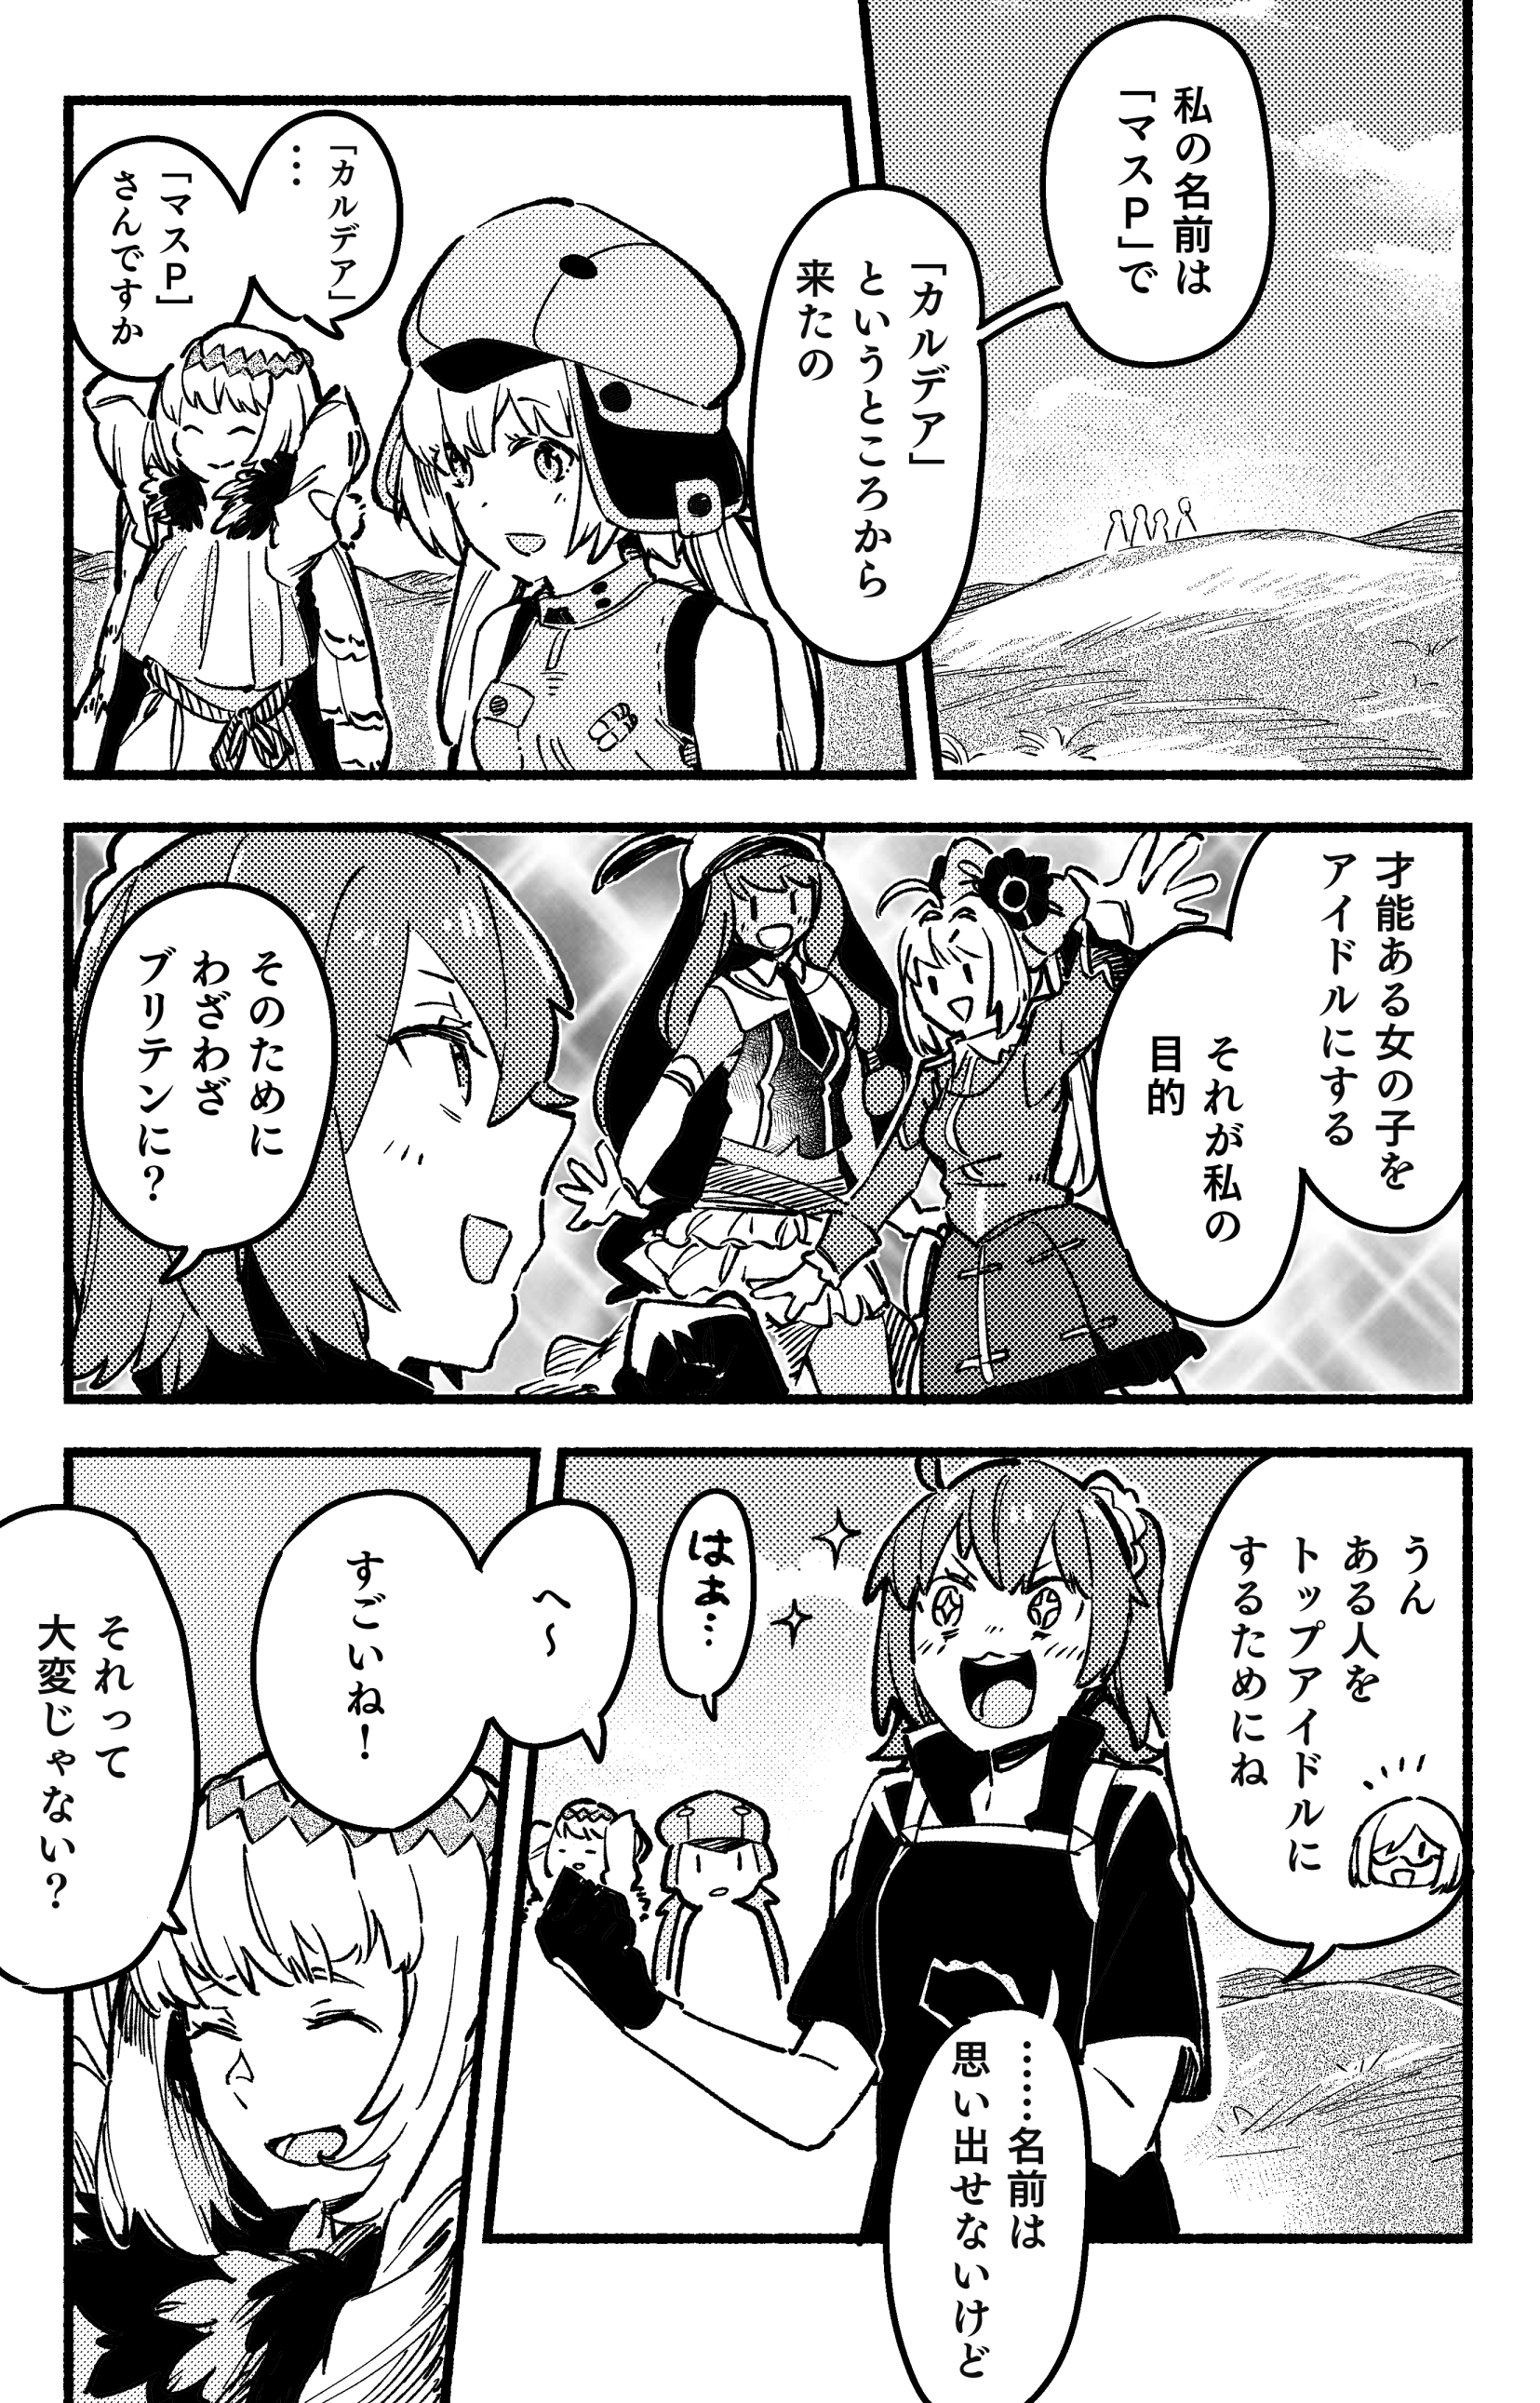 私の名前は
「マスP」で
「カルデア」
というところから
来たの
「カルデア」
…
「マスP」
さんですか
才能ある女の子を
アイドルにする
それが私の
目的
そのために
わざわざ
ブリテンに?
うん
ある人を
トップアイドルに
するためにね
……名前は
思い出せないけど
はぁ…
へ～
すごいね!
それって
大変じゃない?